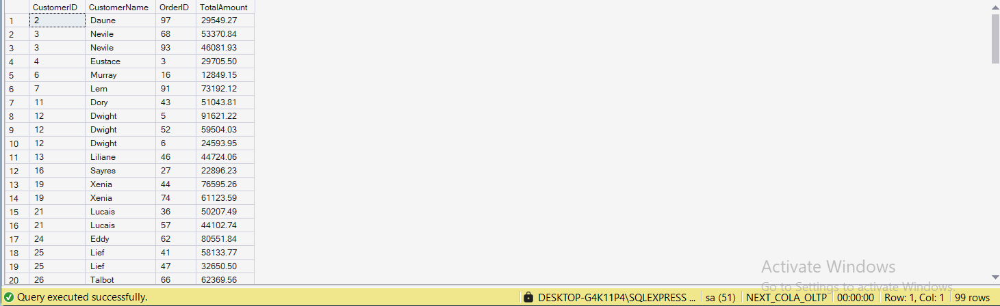 CustomerID CustomerName OrderID TotalAmount
1 2 Daune 97 29549.27
2 3 Nevile 68 53370.84
3 3 Nevile 93 46081.93
4 4 Eustace 3 29705.50
5 6 Murray 16 12849.15
6 7 Lem 91 73192.12
7 11 Dory 43 51043.81
8 12 Dwight 5 91621.22
9 12 Dwight 52 59504.03
10 12 Dwight 6 24593.95
11 13 Liliane 46 44724.06
12 16 Sayres 27 22896.23
13 19 Xenia 44 76595.26
14 19 Xenia 74 61123.59
15 21 Lucais 36 50207.49
16 21 Lucais 57 44102.74
17 24 Eddy 62 80551.84
18 25 Lief 41 58133.77
19 25 Lief 47 32650.50
20 26 Talbot 66 62369.56
Activate Windows
Go to Settings to activate Windows.
Query executed successfully. DESKTOP-G4K11P4\SQLEXPRESS ... sa (51) NEXT_COLA_OLTP 00:00:00 Row: 1, Col: 1 99 rows